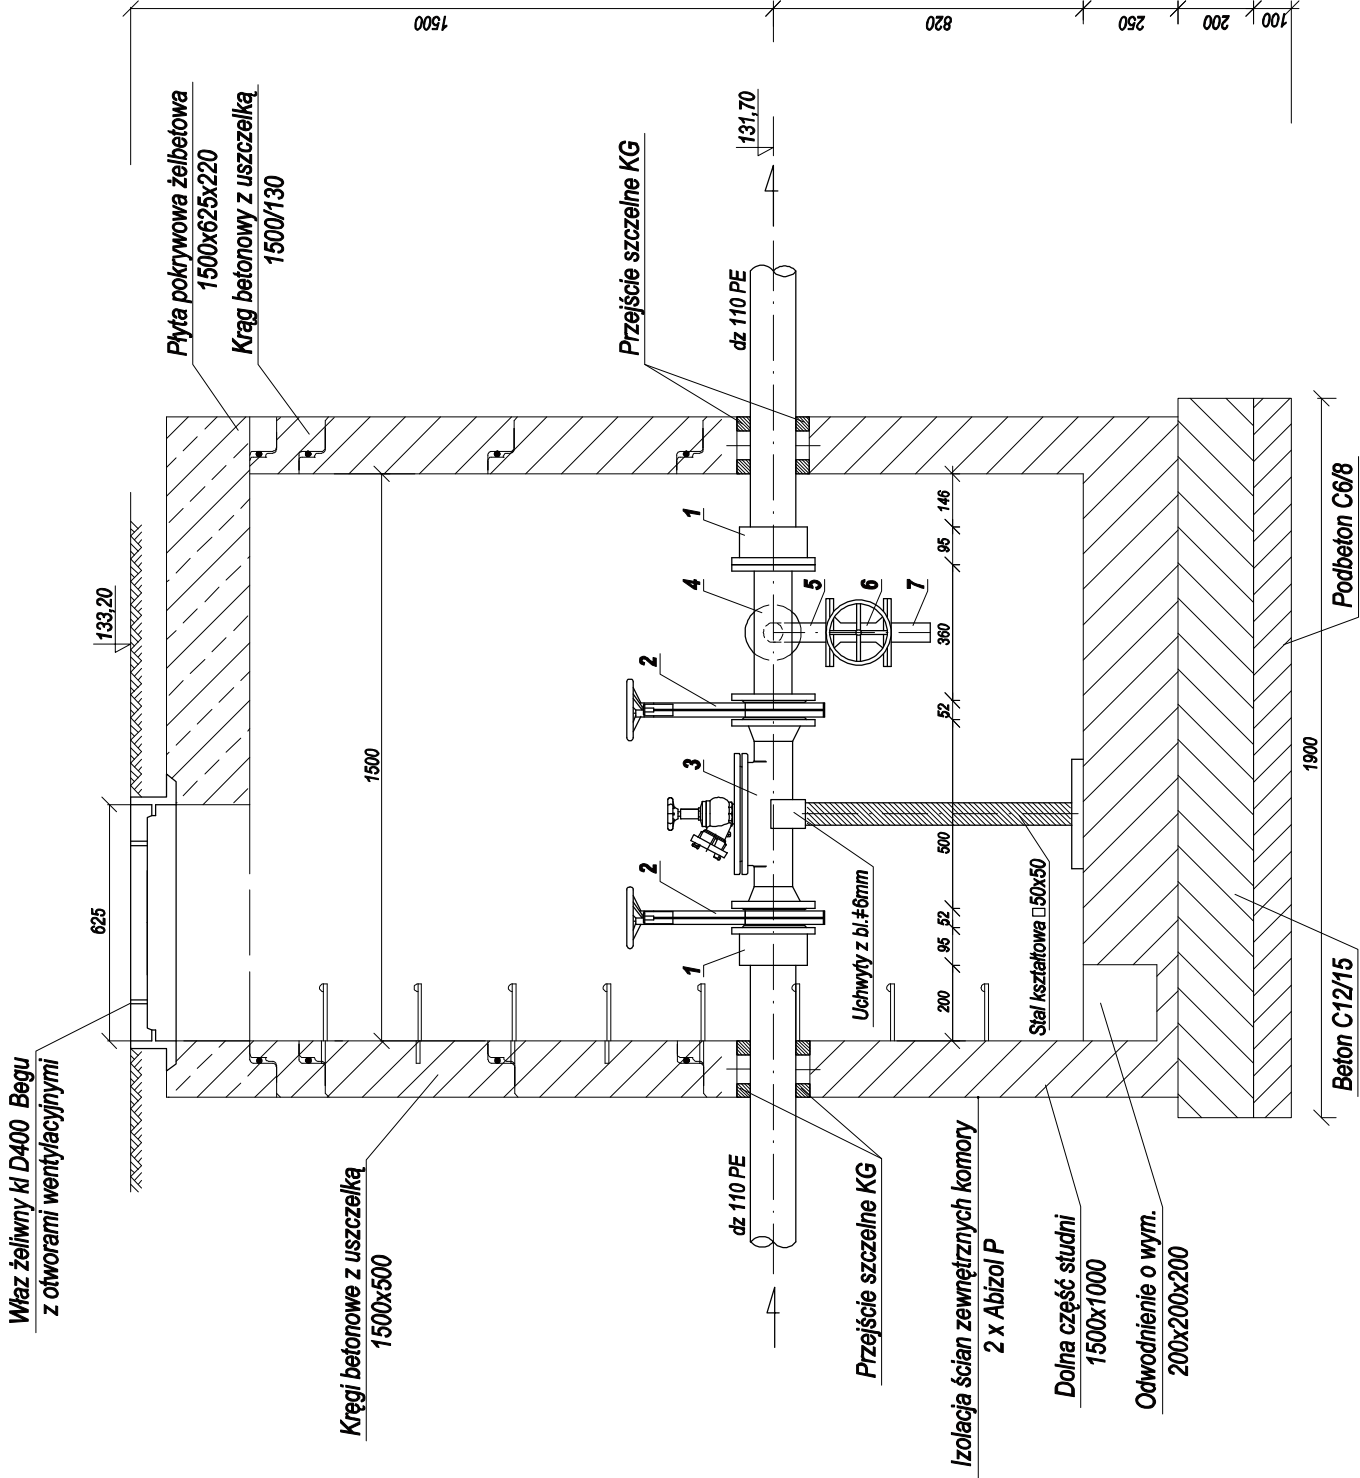 Właz żeliwny kl D400 Begu
z otworami wentylacyjnymi
625
133,20
Płyta pokrywowa żelbetowa
1500x625x220
Krąg betonowy z uszczelką
1500/130
1500
820
250
200
100
Kręgi betonowe z uszczelką
1500x500
1500
Przejście szczelne KG
131,70
dz 110 PE
dz 110 PE
1
2
3
2
4
1
5
6
7
Uchwyty z bl.≠6mm
Stal kształtowa □50x50
200
95
52
500
52
360
95
146
Przejście szczelne KG
Izolacja ścian zewnętrznych komory
2 x Abizol P
Dolna część studni
1500x1000
Odwodnienie o wym.
200x200x200
Beton C12/15
1900
Podbeton C6/8